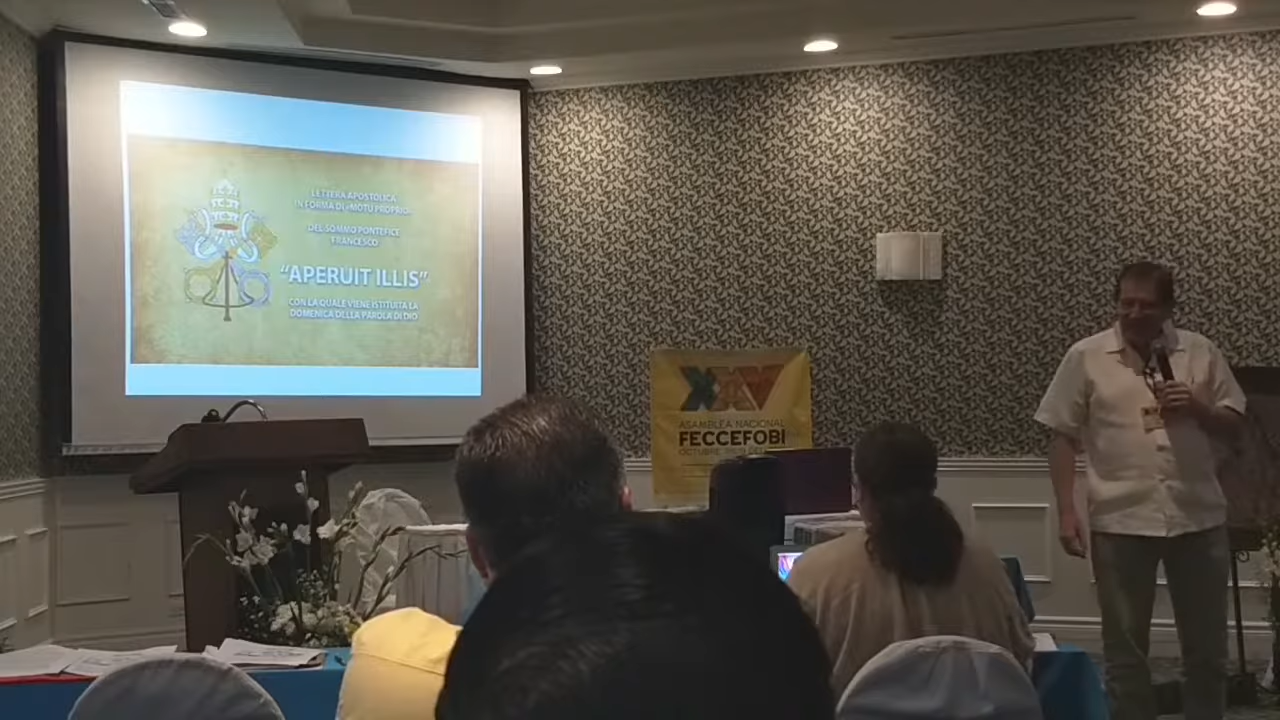 LETTERA APOSTOLICA
IN FORMA DI «MOTU PROPRIO»
DEL SOMMO PONTEFICE
FRANCESCO
"APERUIT ILLIS"
CON LA QUALE VIENE ISTITUITA LA
DOMENICA DELLA PAROLA DI DIO
XXV
ASAMBLEA NACIONAL
FECCEFOBI
OCTUBRE